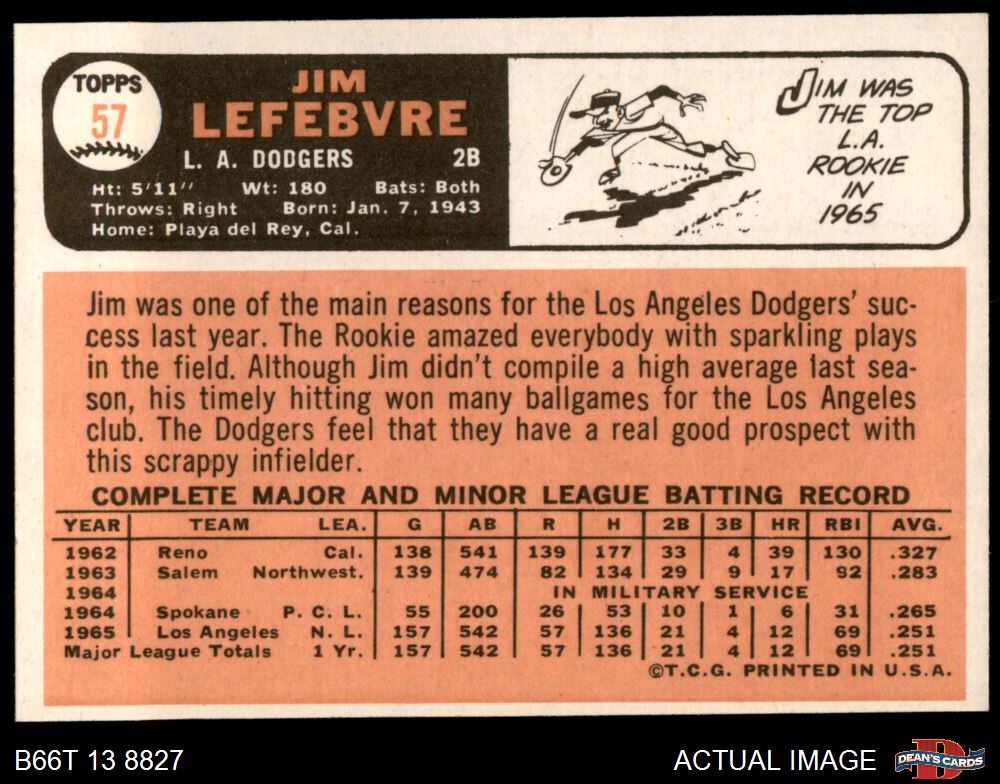 TOPPS
57
JIM
LEFEBVRE
L. A. DODGERS 2B
Ht: 5'11" Wt: 180 Bats: Both
Throws: Right Born: Jan. 7, 1943
Home: Playa del Rey, Cal.
JIM WAS
THE TOP
L.A.
ROOKIE
IN
1965
Jim was one of the main reasons for the Los Angeles Dodgers' suc-
cess last year. The Rookie amazed everybody with sparkling plays
in the field. Although Jim didn't compile a high average last sea-
son, his timely hitting won many ballgames for the Los Angeles
club. The Dodgers feel that they have a real good prospect with
this scrappy infielder.
COMPLETE MAJOR AND MINOR LEAGUE BATTING RECORD
YEAR TEAM LEA. G AB R H 2B 3B HR RBI AVG.
1962 Reno Cal. 138 541 139 177 33 4 39 130 .327
1963 Salem Northwest. 139 474 82 134 29 9 17 92 .283
1964 IN MILITARY SERVICE
1964 Spokane P. C. L. 55 200 26 53 10 1 6 31 .265
1965 Los Angeles N. L. 157 542 57 136 21 4 12 69 .251
Major League Totals 1 Yr. 157 542 57 136 21 4 12 69 .251
©T.C.G. PRINTED IN U.S.A.
B66T 13 8827 ACTUAL IMAGE DEAN'S CARDS